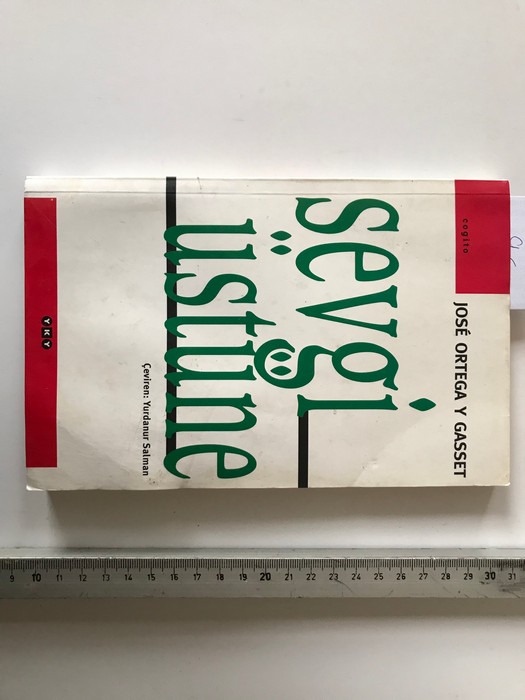 cogito
JOSÉ ORTEGA Y GASSET
sevgi
üstüne
Çeviren: Yurdanur Salman
YKY
9 10 11 12 13 14 15 16 17 18 19 20 21 22 23 24 25 26 27 28 29 30 31